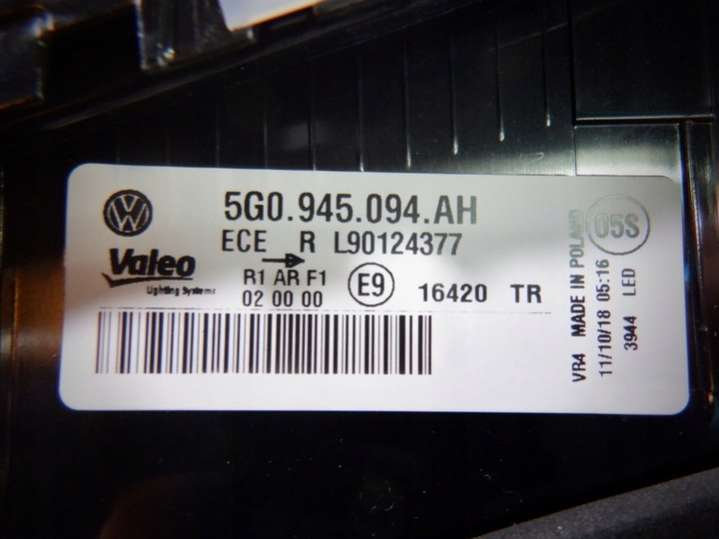 5G0.945.094.AH
ECE R L90124377
Valeo
Lighting Systems
R1 AR F1
02 00 00
E9
16420 TR
VR4 MADE IN POLAND
11/10/18 05:16
3944 LED
05S